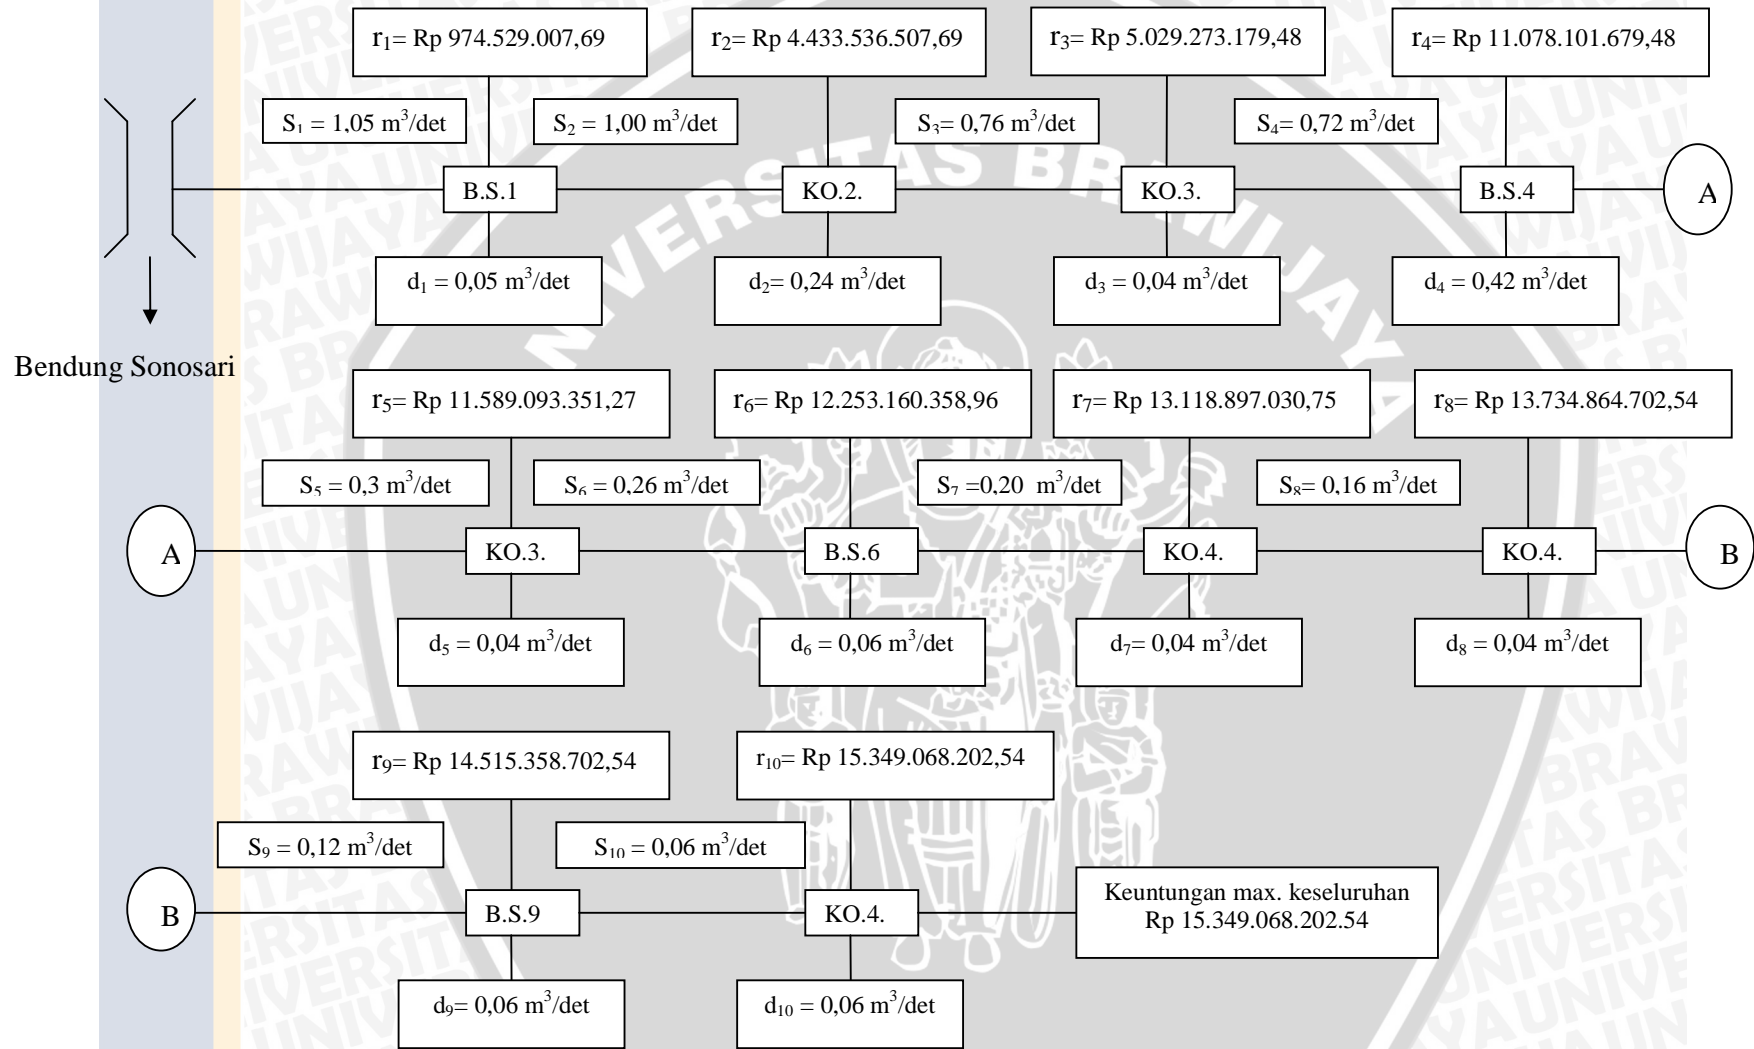 r₁= Rp 974.529.007,69
r₂= Rp 4.433.536.507,69
r₃= Rp 5.029.273.179,48
r₄= Rp 11.078.101.679,48
S₁ = 1,05 m³/det
S₂ = 1,00 m³/det
S₃= 0,76 m³/det
S₄= 0,72 m³/det
UNIVERSITAS BRAWIJAYA
B.S.1
KO.2.
KO.3.
B.S.4
A
d₁ = 0,05 m³/det
d₂= 0,24 m³/det
d₃ = 0,04 m³/det
d₄ = 0,42 m³/det
Bendung Sonosari
r₅= Rp 11.589.093.351,27
r₆= Rp 12.253.160.358,96
r₇= Rp 13.118.897.030,75
r₈= Rp 13.734.864.702,54
S₅ = 0,3 m³/det
S₆ = 0,26 m³/det
S₇ =0,20 m³/det
S₈= 0,16 m³/det
A
KO.3.
B.S.6
KO.4.
KO.4.
B
d₅ = 0,04 m³/det
d₆ = 0,06 m³/det
d₇= 0,04 m³/det
d₈ = 0,04 m³/det
r₉= Rp 14.515.358.702,54
r₁₀= Rp 15.349.068.202,54
S₉ = 0,12 m³/det
S₁₀ = 0,06 m³/det
B
B.S.9
KO.4.
Keuntungan max. keseluruhan
Rp 15.349.068.202.54
d₉= 0,06 m³/det
d₁₀ = 0,06 m³/det